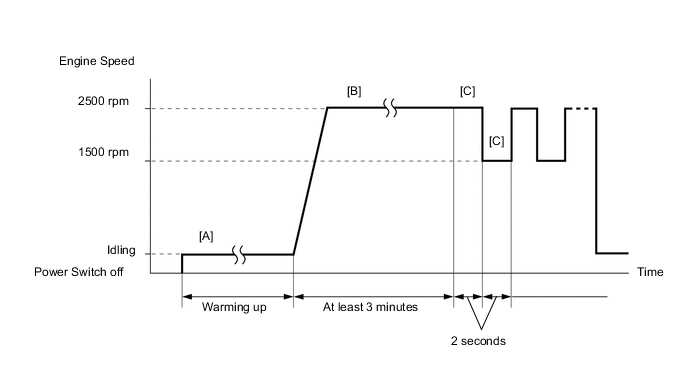 Engine Speed
[B]
[C]
2500 rpm
[C]
1500 rpm
[A]
Idling
Power Switch off
Time
Warming up
At least 3 minutes
2 seconds